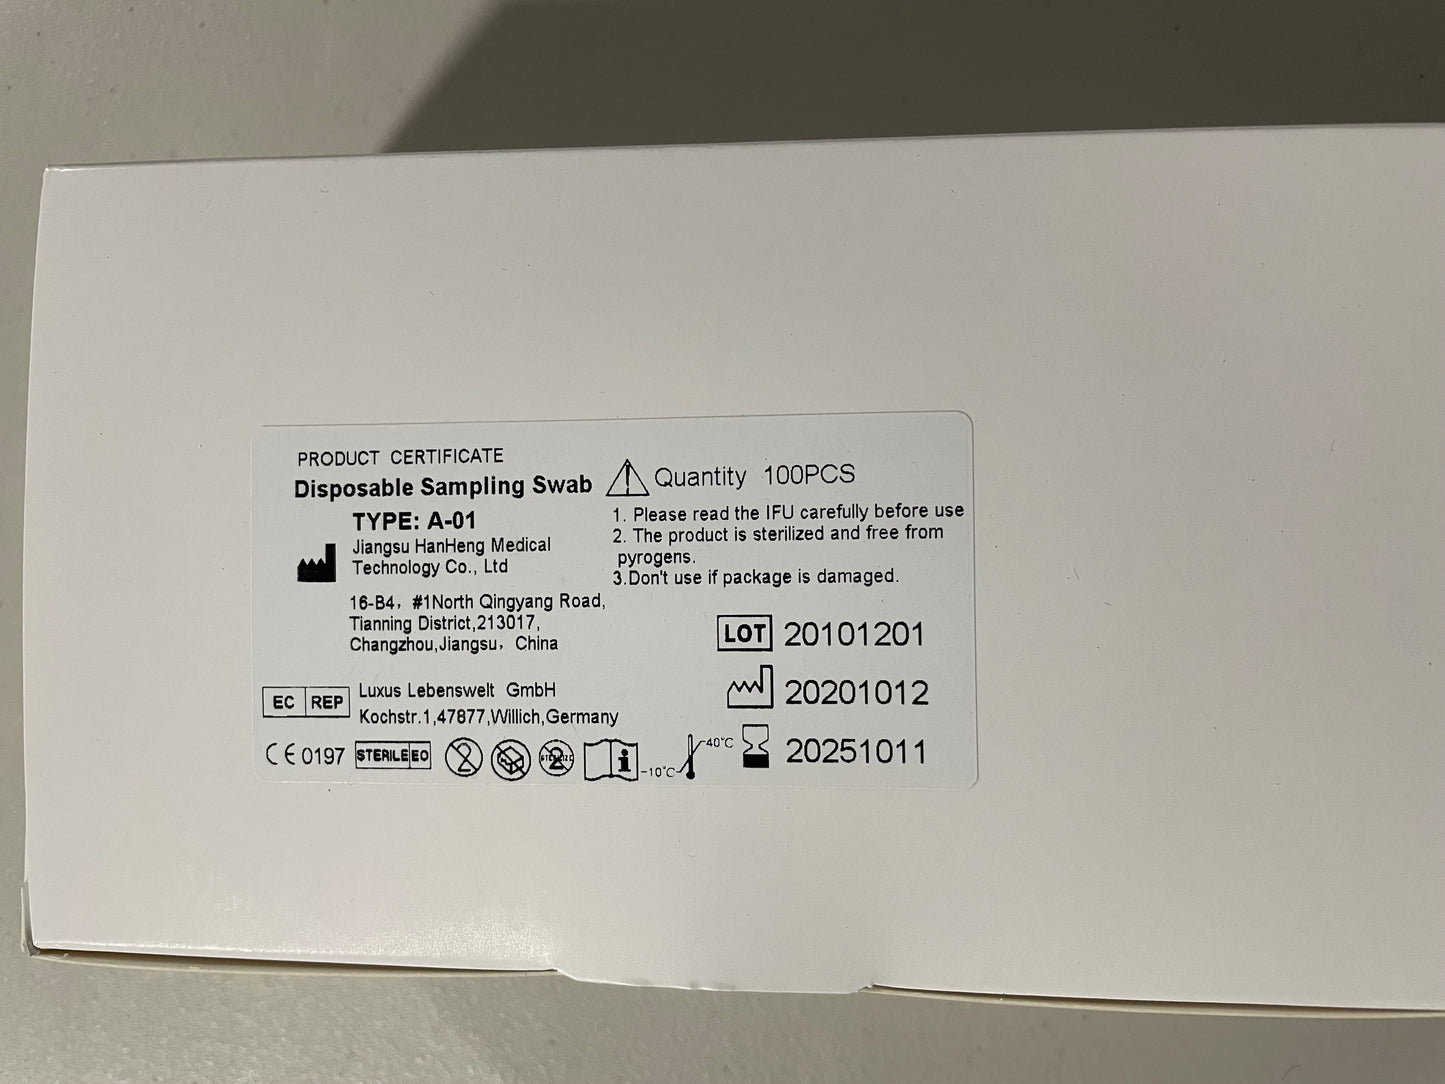 PRODUCT CERTIFICATE
Disposable Sampling Swab
TYPE: A-01
Jiangsu HanHeng Medical
Technology Co., Ltd
16-B4, #1North Qingyang Road,
Tianning District,213017,
Changzhou,Jiangsu, China
EC REP
Luxus Lebenswelt GmbH
Kochstr.1,47877,Willich,Germany
CE 0197 STERILE EO 2 2 i -10°C 40°C
Quantity 100PCS
1. Please read the IFU carefully before use
2. The product is sterilized and free from
pyrogens.
3.Don't use if package is damaged.
LOT 20101201
20201012
20251011